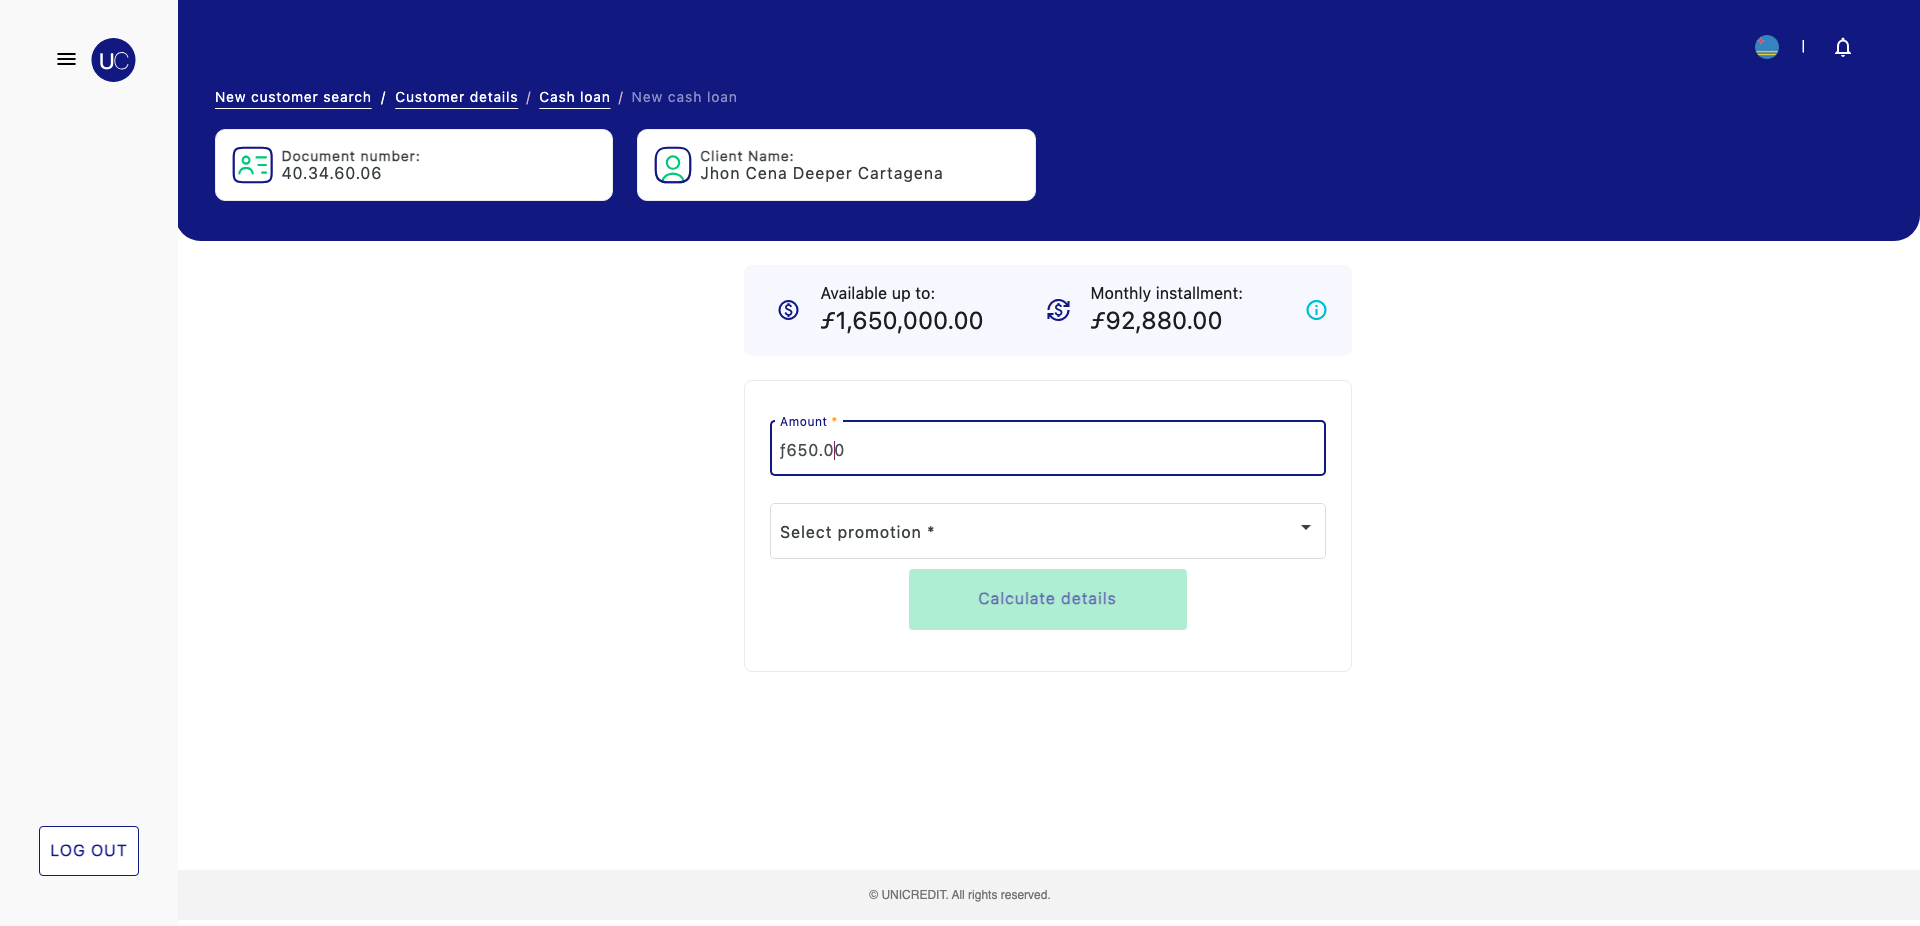 UC
New customer search / Customer details / Cash loan / New cash loan
Document number:
40.34.60.06
Client Name:
Jhon Cena Deeper Cartagena
Available up to:
ƒ1,650,000.00
Monthly installment:
ƒ92,880.00
Amount *
ƒ650.00
Select promotion *
Calculate details
LOG OUT
© UNICREDIT. All rights reserved.